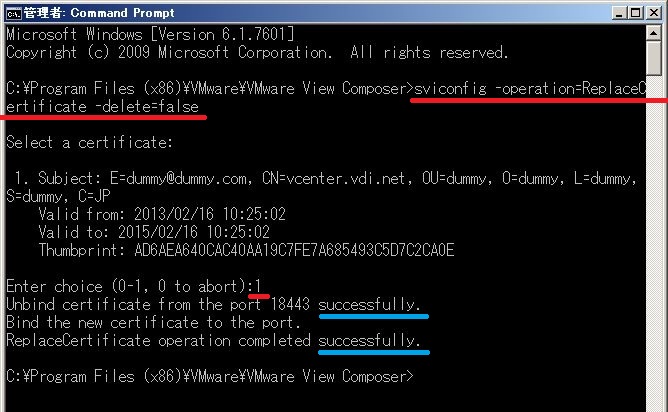 管理者: Command Prompt
Microsoft Windows [Version 6.1.7601]
Copyright (c) 2009 Microsoft Corporation.  All rights reserved.
C:¥Program Files (x86)¥VMware¥VMware View Composer>sviconfig -operation=ReplaceC
ertificate -delete=false
Select a certificate:
1. Subject: E=dummy@dummy.com, CN=vcenter.vdi.net, OU=dummy, O=dummy, L=dummy,
S=dummy, C=JP
Valid from: 2013/02/16 10:25:02
Valid to: 2015/02/16 10:25:02
Thumbprint: AD6AEA640CAC40AA19C7FE7A685493C5D7C2CA0E
Enter choice (0-1, 0 to abort):1
Unbind certificate from the port 18443 successfully.
Bind the new certificate to the port.
ReplaceCertificate operation completed successfully.
C:¥Program Files (x86)¥VMware¥VMware View Composer>